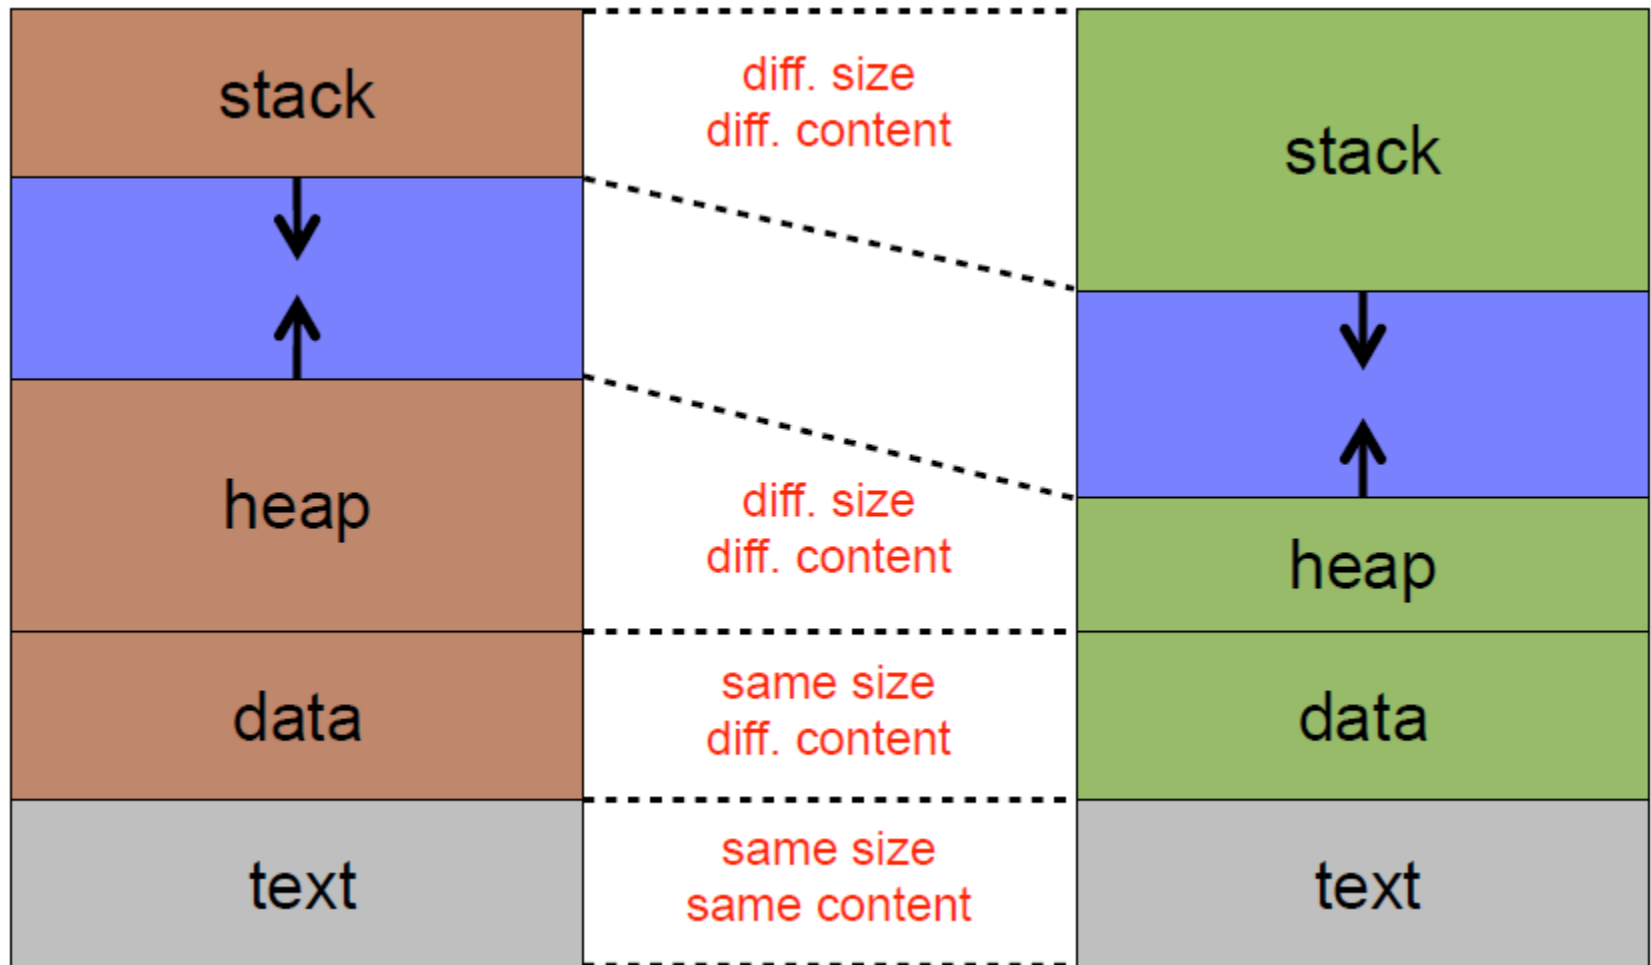 stack
heap
data
text
diff. size
diff. content
diff. size
diff. content
same size
diff. content
same size
same content
stack
heap
data
text